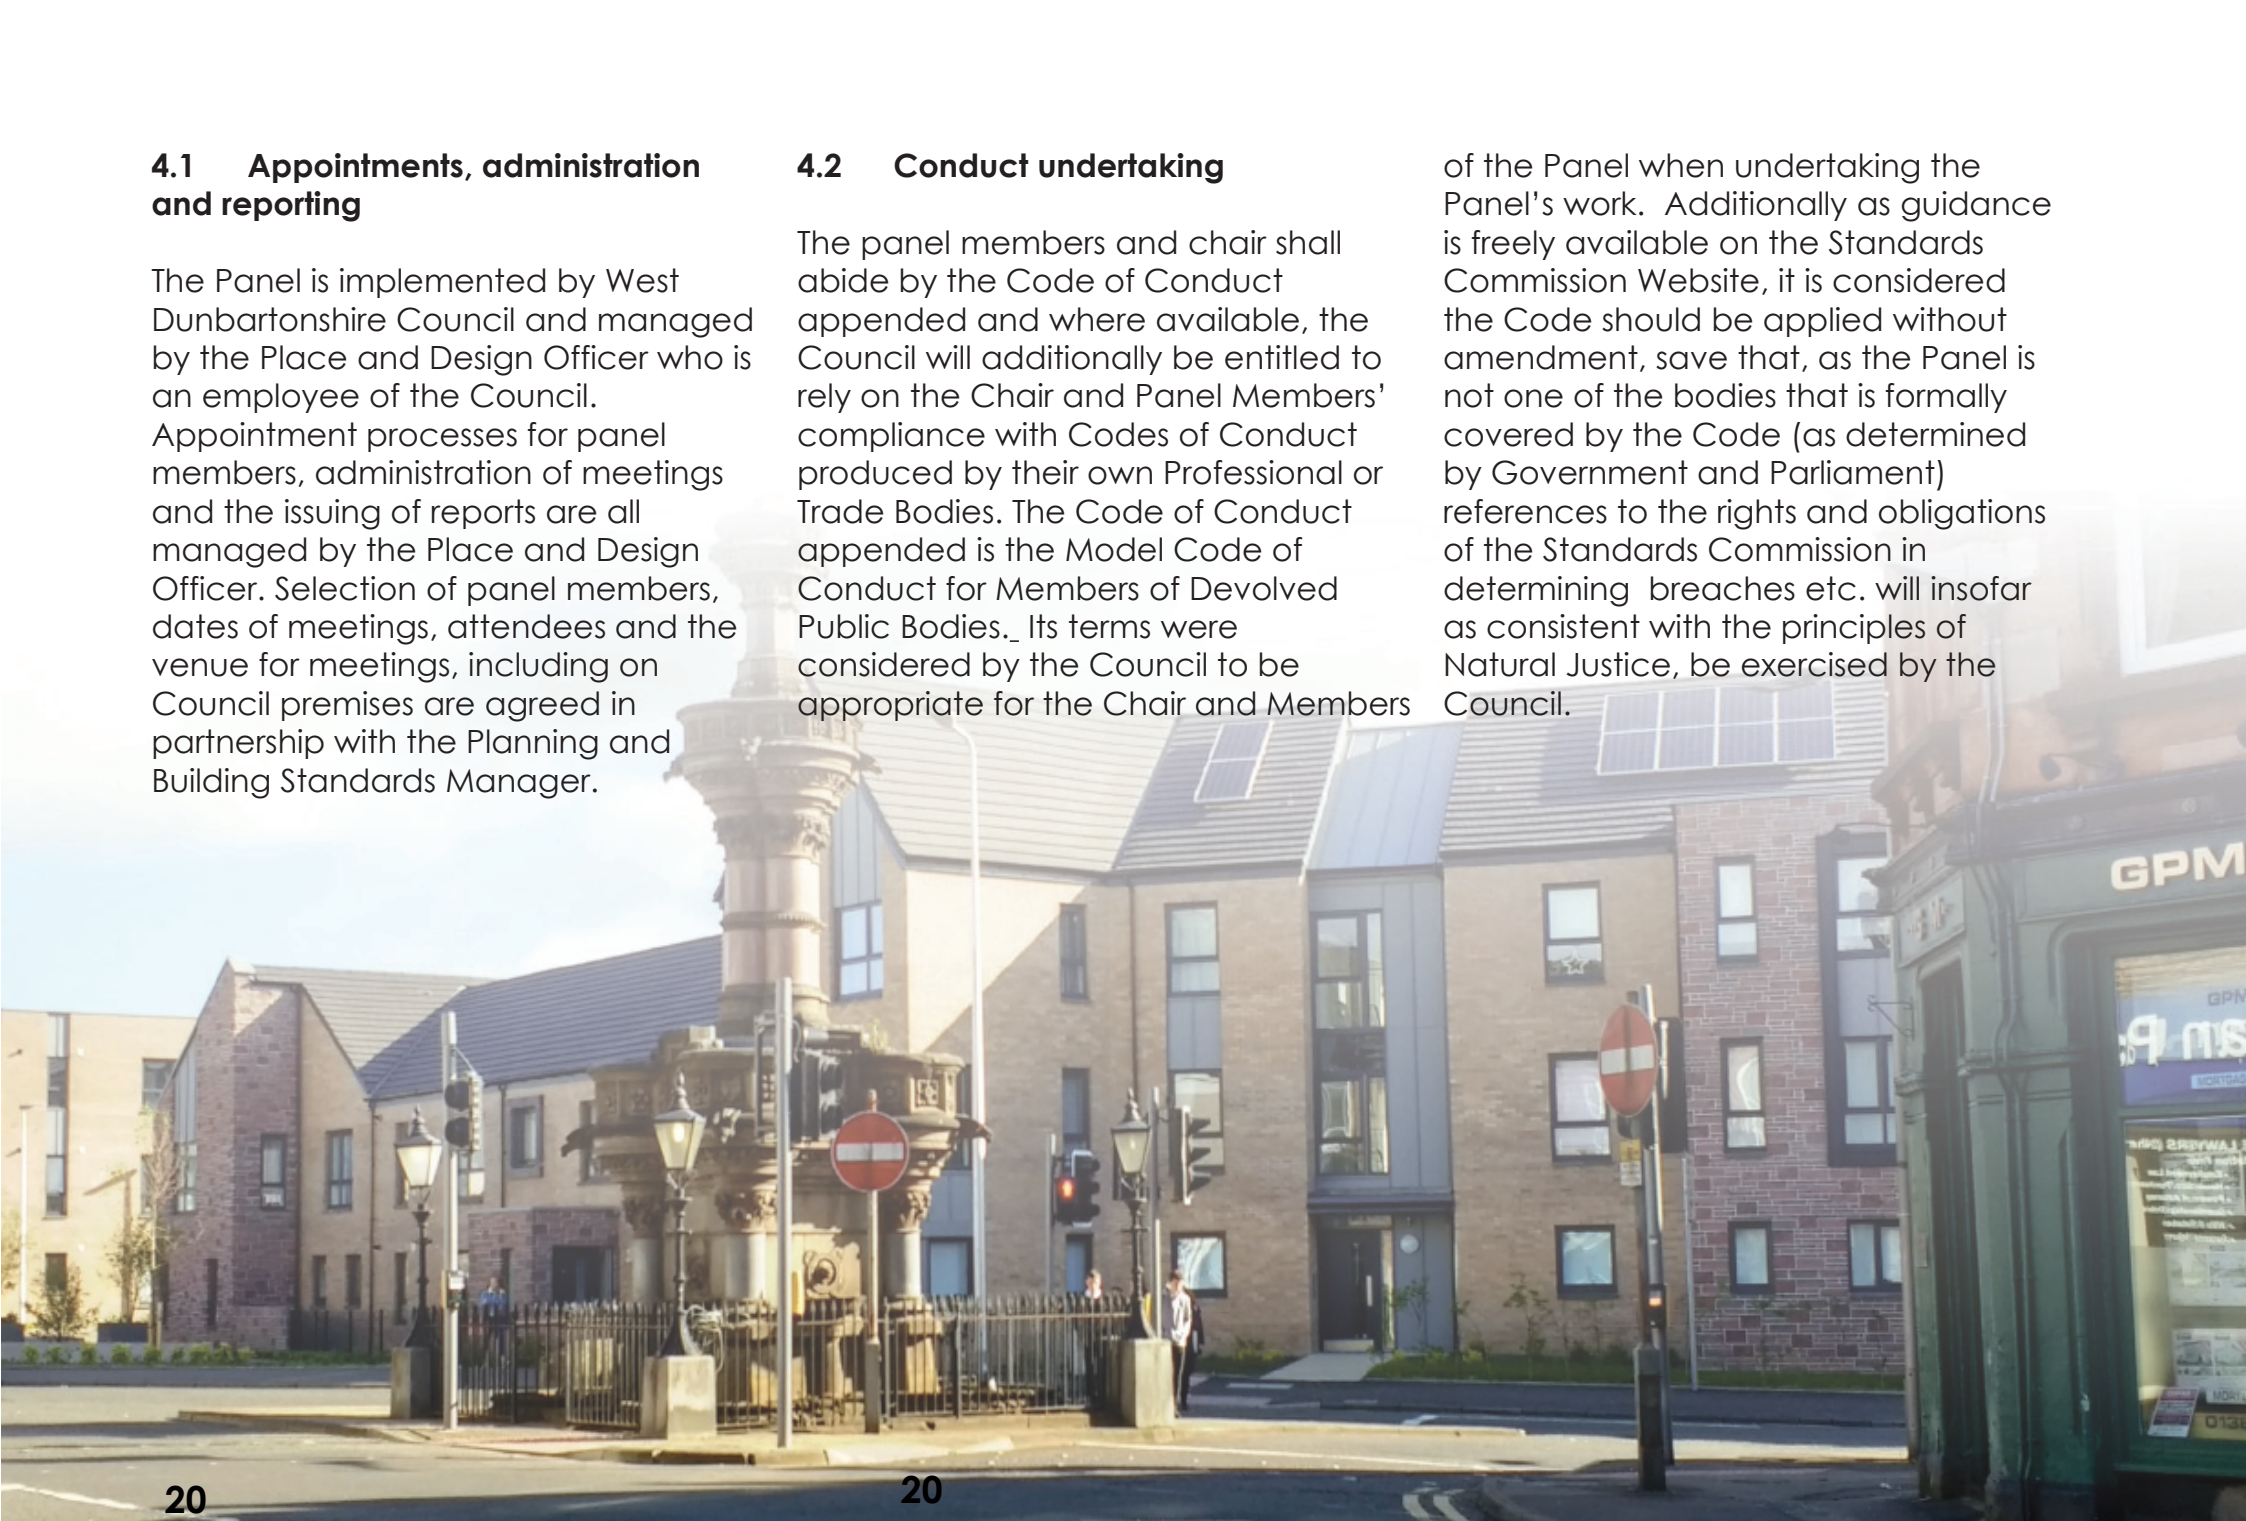 4.1 Appointments, administration
and reporting
The Panel is implemented by West
Dunbartonshire Council and managed
by the Place and Design Officer who is
an employee of the Council.
Appointment processes for panel
members, administration of meetings
and the issuing of reports are all
managed by the Place and Design
Officer. Selection of panel members,
dates of meetings, attendees and the
venue for meetings, including on
Council premises are agreed in
partnership with the Planning and
Building Standards Manager.
4.2 Conduct undertaking
The panel members and chair shall
abide by the Code of Conduct
appended and where available, the
Council will additionally be entitled to
rely on the Chair and Panel Members’
compliance with Codes of Conduct
produced by their own Professional or
Trade Bodies. The Code of Conduct
appended is the Model Code of
Conduct for Members of Devolved
Public Bodies._ Its terms were
considered by the Council to be
appropriate for the Chair and Members
of the Panel when undertaking the
Panel’s work.  Additionally as guidance
is freely available on the Standards
Commission Website, it is considered
the Code should be applied without
amendment, save that, as the Panel is
not one of the bodies that is formally
covered by the Code (as determined
by Government and Parliament)
references to the rights and obligations
of the Standards Commission in
determining  breaches etc. will insofar
as consistent with the principles of
Natural Justice, be exercised by the
Council.
GPM
GPM
20
20